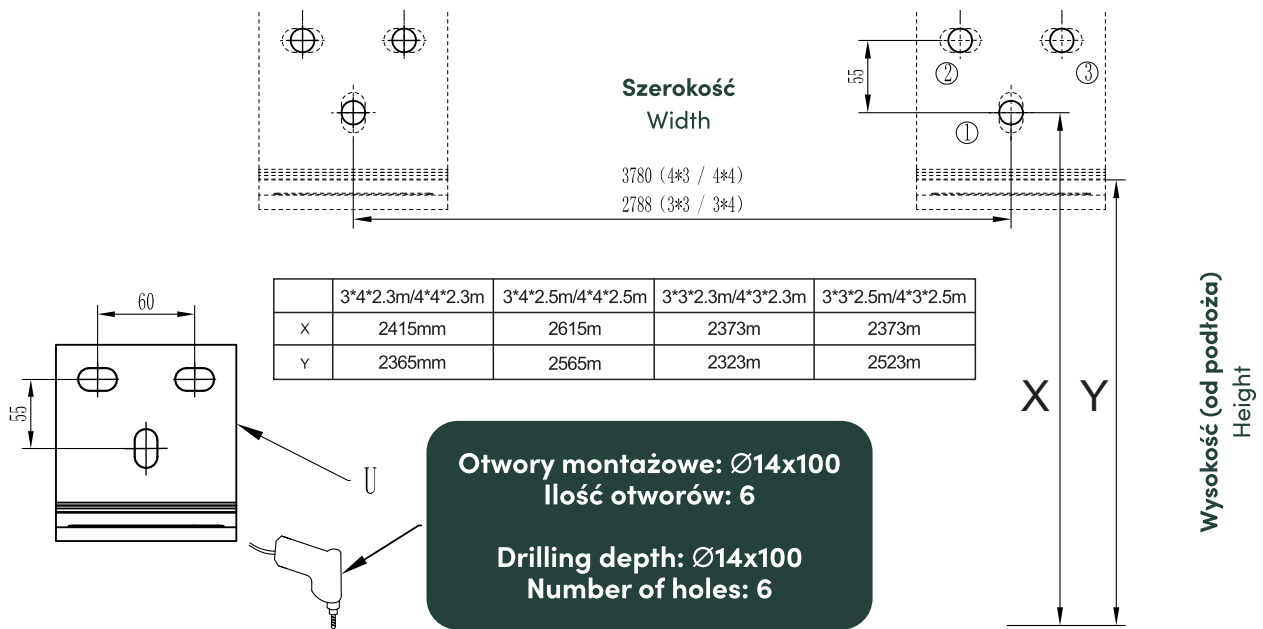 55
②
③
①
Szerokość
Width
3780 (4*3 / 4*4)
2788 (3*3 / 3*4)
3*4*2.3m/4*4*2.3m 3*4*2.5m/4*4*2.5m 3*3*2.3m/4*3*2.3m 3*3*2.5m/4*3*2.5m
X 2415mm 2615m 2373m 2373m
Y 2365mm 2565m 2323m 2523m
60
55
U
X Y
Wysokość (od podłoża)
Height
Otwory montażowe: Ø14x100
Ilość otworów: 6
Drilling depth: Ø14x100
Number of holes: 6